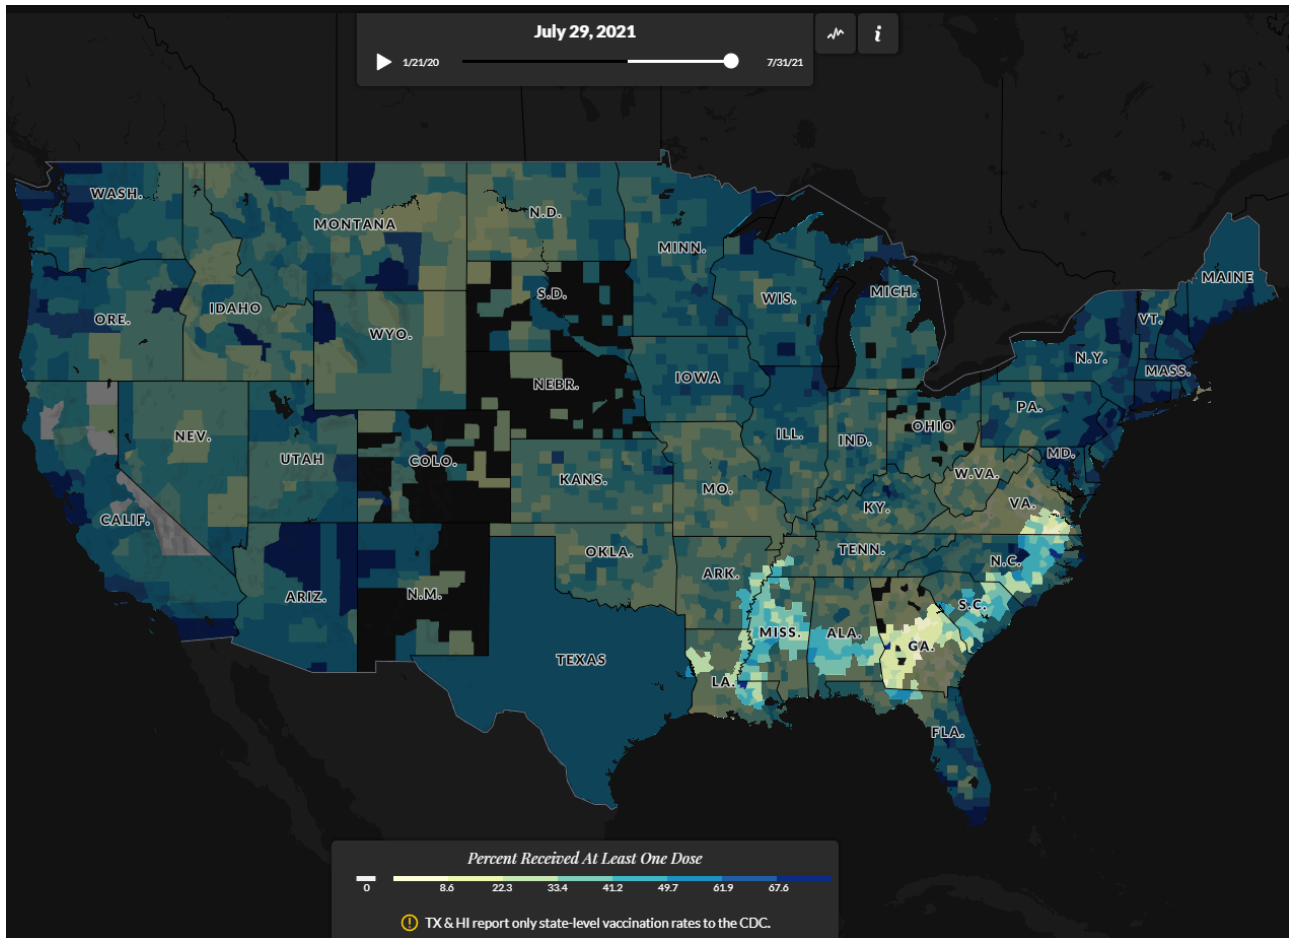 July 29, 2021
1/21/20
7/31/21
i
WASH.
MONTANA
N.D.
MINN.
MAINE
ORE.
IDAHO
S.D.
WIS.
MICH.
VT.
WYO.
N.Y.
MASS.
NEBR.
IOWA
PA.
NEV.
UTAH
COLO.
ILL.
IND.
OHIO
MD.
KANS.
MO.
W.VA.
VA.
CALIF.
KY.
OKLA.
TENN.
N.C.
ARIZ.
N.M.
ARK.
S.C.
MISS.
ALA.
GA.
TEXAS
LA.
FLA.
Percent Received At Least One Dose
0 8.6 22.3 33.4 41.2 49.7 61.9 67.6
! TX & HI report only state-level vaccination rates to the CDC.